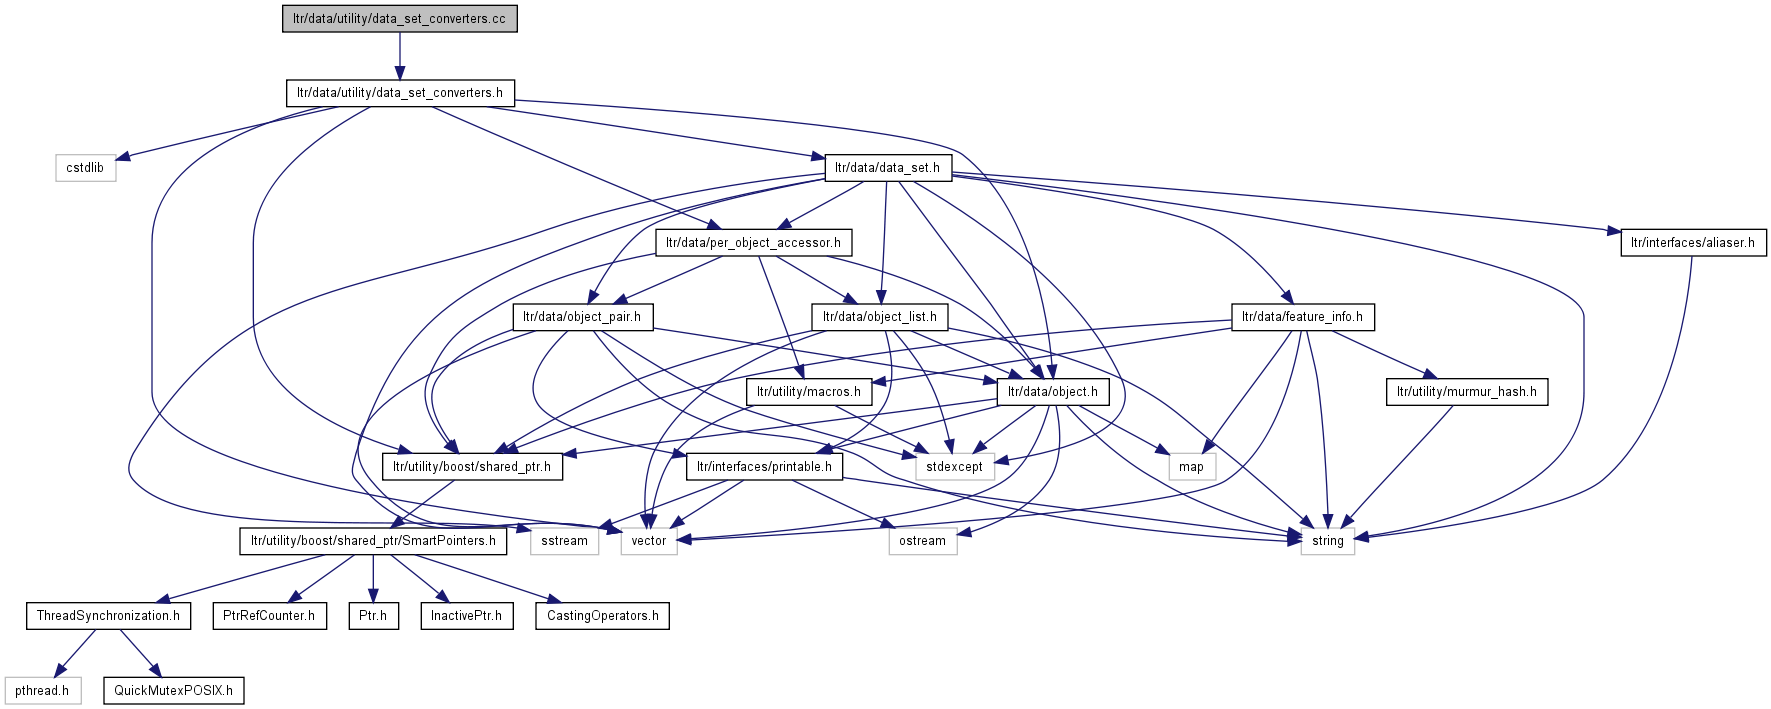 ltr/data/utility/data_set_converters.cc
ltr/data/utility/data_set_converters.h
cstdlib
ltr/data/data_set.h
ltr/data/per_object_accessor.h
ltr/interfaces/aliaser.h
ltr/data/object_pair.h
ltr/data/object_list.h
ltr/data/feature_info.h
ltr/utility/macros.h
ltr/data/object.h
ltr/utility/murmur_hash.h
ltr/utility/boost/shared_ptr.h
ltr/interfaces/printable.h
stdexcept
map
ltr/utility/boost/shared_ptr/SmartPointers.h
sstream
vector
ostream
string
ThreadSynchronization.h
PtrRefCounter.h
Ptr.h
InactivePtr.h
CastingOperators.h
pthread.h
QuickMutexPOSIX.h